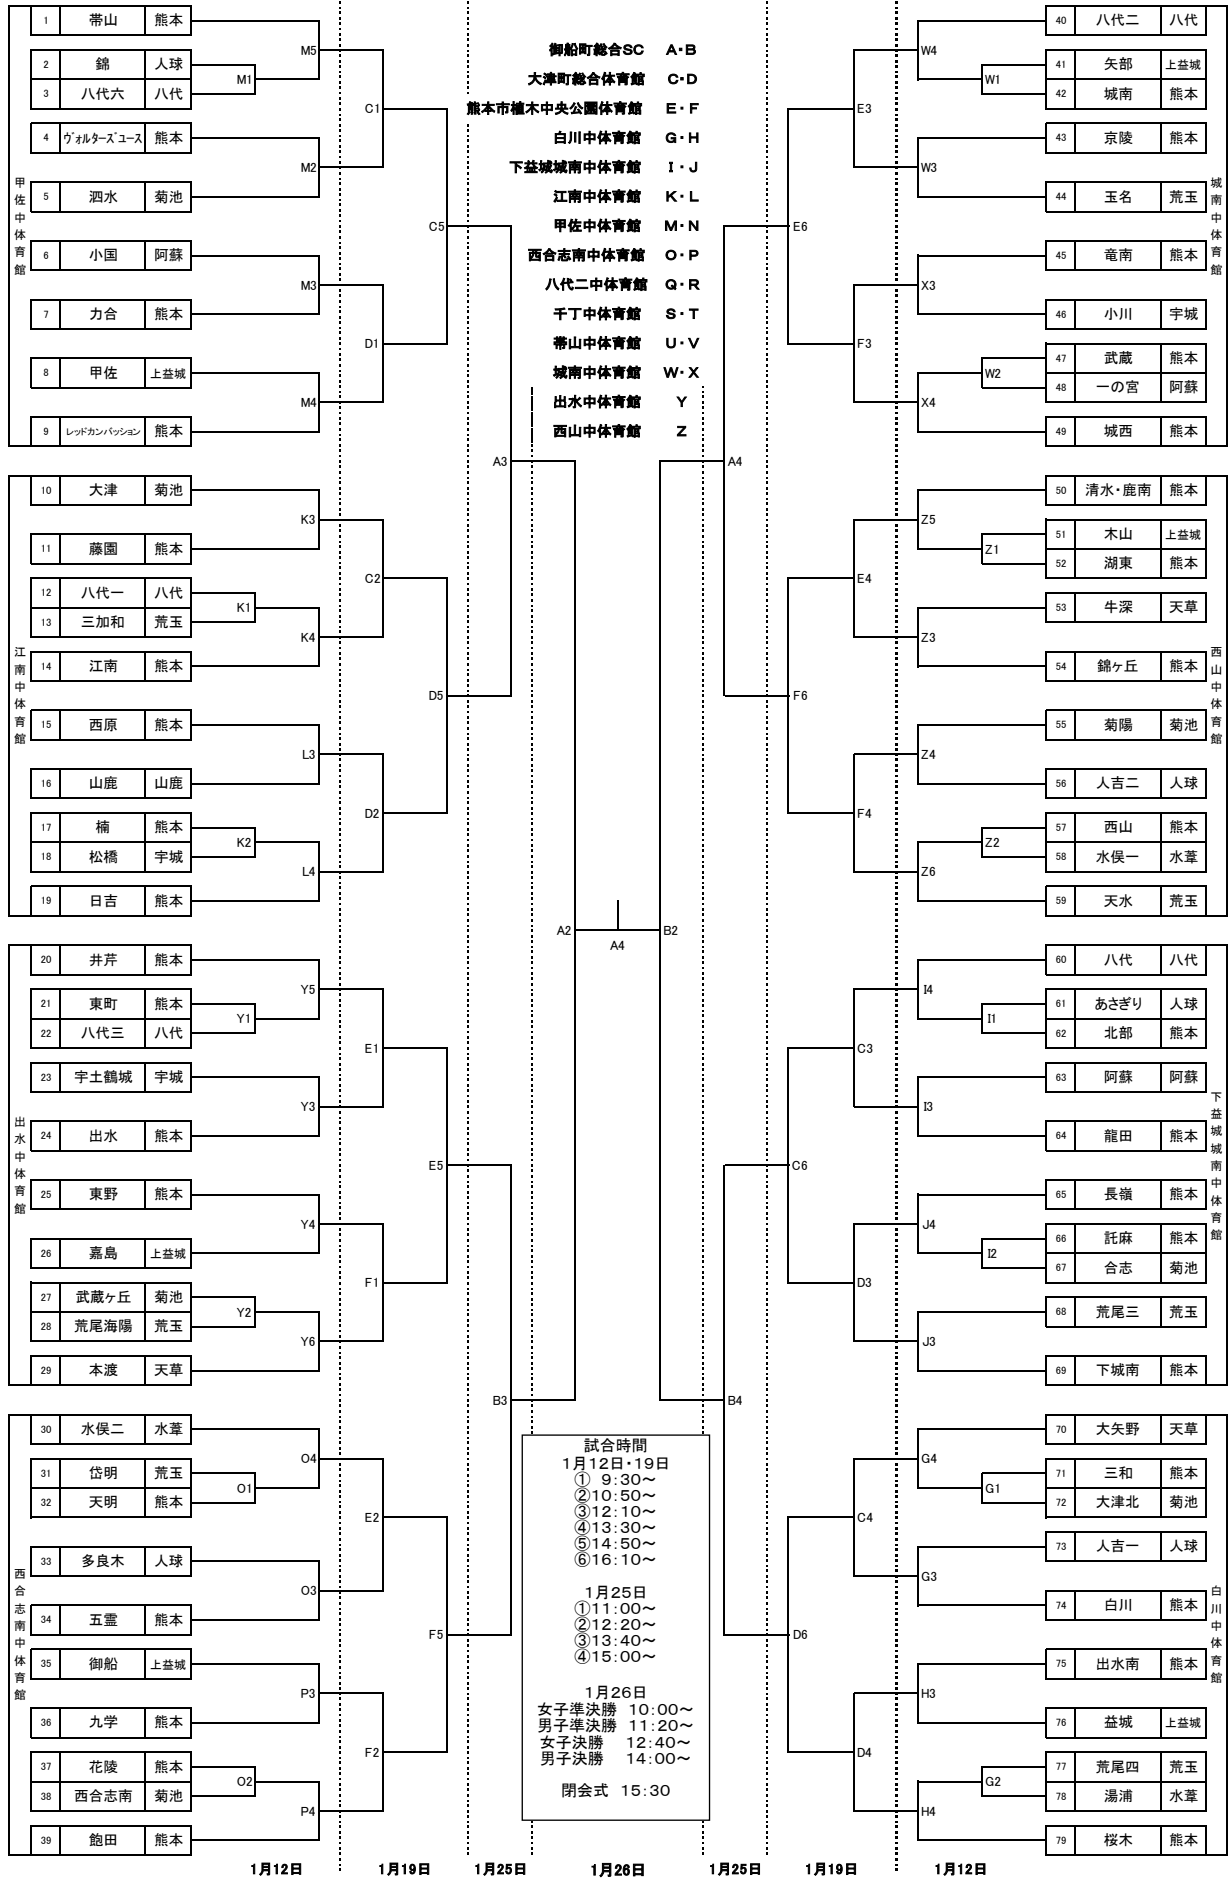 御船町総合SC A・B
大津町総合体育館 C・D
熊本市植木中央公園体育館 E・F
白川中体育館 G・H
下益城城南中体育館 I・J
江南中体育館 K・L
甲佐中体育館 M・N
西合志南中体育館 O・P
八代二中体育館 Q・R
千丁中体育館 S・T
帯山中体育館 U・V
城南中体育館 W・X
出水中体育館 Y
西山中体育館 Z
甲佐中体育館
1 帯山 熊本
2 錦 人球
3 八代六 八代
4 ヴォルターズユース 熊本
5 泗水 菊池
6 小国 阿蘇
7 力合 熊本
8 甲佐 上益城
9 レッドカンパッション 熊本
M5
M1
M2
M3
M4
C1
D1
C5
江南中体育館
10 大津 菊池
11 藤園 熊本
12 八代一 八代
13 三加和 荒玉
14 江南 熊本
15 西原 熊本
16 山鹿 山鹿
17 楠 熊本
18 松橋 宇城
19 日吉 熊本
K3
K1
K4
L3
K2
L4
C2
D2
D5
A3
出水中体育館
20 井芹 熊本
21 東町 熊本
22 八代三 八代
23 宇土鶴城 宇城
24 出水 熊本
25 東野 熊本
26 嘉島 上益城
27 武蔵ヶ丘 菊池
28 荒尾海陽 荒玉
29 本渡 天草
Y5
Y1
Y3
Y4
Y2
Y6
E1
F1
E5
西合志南中体育館
30 水俣二 水葦
31 岱明 荒玉
32 天明 熊本
33 多良木 人球
34 五霊 熊本
35 御船 上益城
36 九学 熊本
37 花陵 熊本
38 西合志南 菊池
39 飽田 熊本
O4
O1
O3
P3
O2
P4
E2
F2
F5
B3
A2
A4
B2
城南中体育館
40 八代二 八代
41 矢部 上益城
42 城南 熊本
43 京陵 熊本
44 玉名 荒玉
45 竜南 熊本
46 小川 宇城
47 武蔵 熊本
48 一の宮 阿蘇
49 城西 熊本
W4
W1
W3
X3
W2
X4
E3
F3
E6
西山中体育館
50 清水・鹿南 熊本
51 木山 上益城
52 湖東 熊本
53 牛深 天草
54 錦ヶ丘 熊本
55 菊陽 菊池
56 人吉二 人球
57 西山 熊本
58 水俣一 水葦
59 天水 荒玉
Z5
Z1
Z3
Z4
Z2
Z6
E4
F4
F6
A4
下益城城南中体育館
60 八代 八代
61 あさぎり 人球
62 北部 熊本
63 阿蘇 阿蘇
64 龍田 熊本
65 長嶺 熊本
66 託麻 熊本
67 合志 菊池
68 荒尾三 荒玉
69 下城南 熊本
I4
I1
I3
J4
I2
J3
C3
D3
C6
白川中体育館
70 大矢野 天草
71 三和 熊本
72 大津北 菊池
73 人吉一 人球
74 白川 熊本
75 出水南 熊本
76 益城 上益城
77 荒尾四 荒玉
78 湯浦 水葦
79 桜木 熊本
G4
G1
G3
H3
G2
H4
C4
D4
D6
B4
試合時間
1月12日・19日
① 9:30～
②10:50～
③12:10～
④13:30～
⑤14:50～
⑥16:10～
1月25日
①11:00～
②12:20～
③13:40～
④15:00～
1月26日
女子準決勝 10:00～
男子準決勝 11:20～
女子決勝 12:40～
男子決勝 14:00～
閉会式 15:30
1月12日 1月19日 1月25日 1月26日 1月25日 1月19日 1月12日